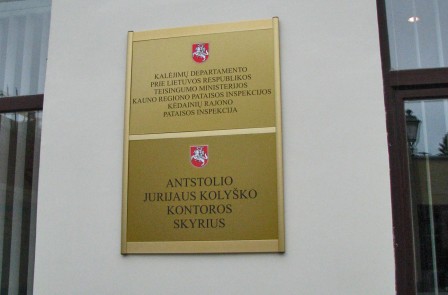 KALĖJIMŲ DEPARTAMENTO
PRIE LIETUVOS RESPUBLIKOS
TEISINGUMO MINISTERIJOS
KAUNO REGIONO PATAISOS INSPEKCIJOS
KĖDAINIŲ RAJONO
PATAISOS INSPEKCIJA
ANTSTOLIO
JURIJAUS KOLYŠKO
KONTOROS
SKYRIUS